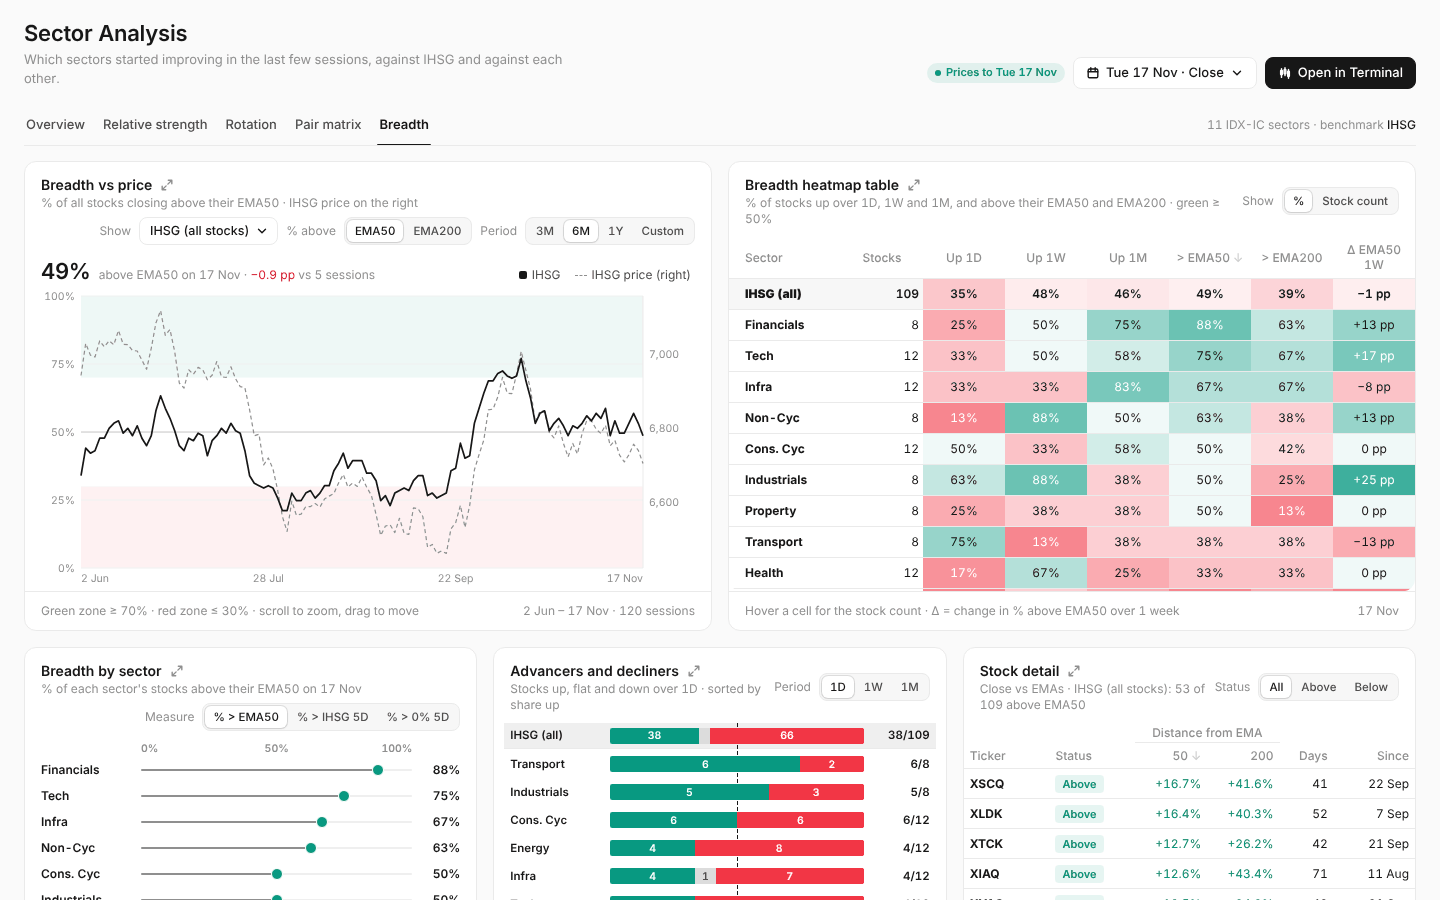 Sector Analysis
Which sectors started improving in the last few sessions, against IHSG and against each
other.
Prices to Tue 17 Nov
Tue 17 Nov · Close
Open in Terminal
Overview
Relative strength
Rotation
Pair matrix
Breadth
11 IDX-IC sectors · benchmark IHSG
Breadth vs price
% of all stocks closing above their EMA50 · IHSG price on the right
Show
IHSG (all stocks)
% above
EMA50
EMA200
Period
3M
6M
1Y
Custom
49% above EMA50 on 17 Nov · −0.9 pp vs 5 sessions
IHSG
IHSG price (right)
100%
75%
50%
25%
0%
7,000
6,800
6,600
2 Jun
28 Jul
22 Sep
17 Nov
Green zone ≥ 70% · red zone ≤ 30% · scroll to zoom, drag to move
2 Jun – 17 Nov · 120 sessions
Breadth heatmap table
% of stocks up over 1D, 1W and 1M, and above their EMA50 and EMA200 · green ≥
50%
Show
%
Stock count
Sector Stocks Up 1D Up 1W Up 1M > EMA50 ↓ > EMA200 Δ EMA50
1W
IHSG (all) 109 35% 48% 46% 49% 39% −1 pp
Financials 8 25% 50% 75% 88% 63% +13 pp
Tech 12 33% 50% 58% 75% 67% +17 pp
Infra 12 33% 33% 83% 67% 67% −8 pp
Non-Cyc 8 13% 88% 50% 63% 38% +13 pp
Cons. Cyc 12 50% 33% 58% 50% 42% 0 pp
Industrials 8 63% 88% 38% 50% 25% +25 pp
Property 8 25% 38% 38% 50% 13% 0 pp
Transport 8 75% 13% 38% 38% 38% −13 pp
Health 12 17% 67% 25% 33% 33% 0 pp
Hover a cell for the stock count · Δ = change in % above EMA50 over 1 week
17 Nov
Breadth by sector
% of each sector's stocks above their EMA50 on 17 Nov
Measure
% > EMA50
% > IHSG 5D
% > 0% 5D
0% 50% 100%
Financials 88%
Tech 75%
Infra 67%
Non-Cyc 63%
Cons. Cyc 50%
Industrials 50%
Advancers and decliners
Stocks up, flat and down over 1D · sorted by
share up
Period
1D
1W
1M
IHSG (all) 38 66 38/109
Transport 6 2 6/8
Industrials 5 3 5/8
Cons. Cyc 6 6 6/12
Energy 4 8 4/12
Infra 4 1 7 4/12
Stock detail
Close vs EMAs · IHSG (all stocks): 53 of
109 above EMA50
Status
All
Above
Below
Distance from EMA
Ticker Status 50 ↓ 200 Days Since
XSCQ Above +16.7% +41.6% 41 22 Sep
XLDK Above +16.4% +40.3% 52 7 Sep
XTCK Above +12.7% +26.2% 42 21 Sep
XIAQ Above +12.6% +43.4% 71 11 Aug